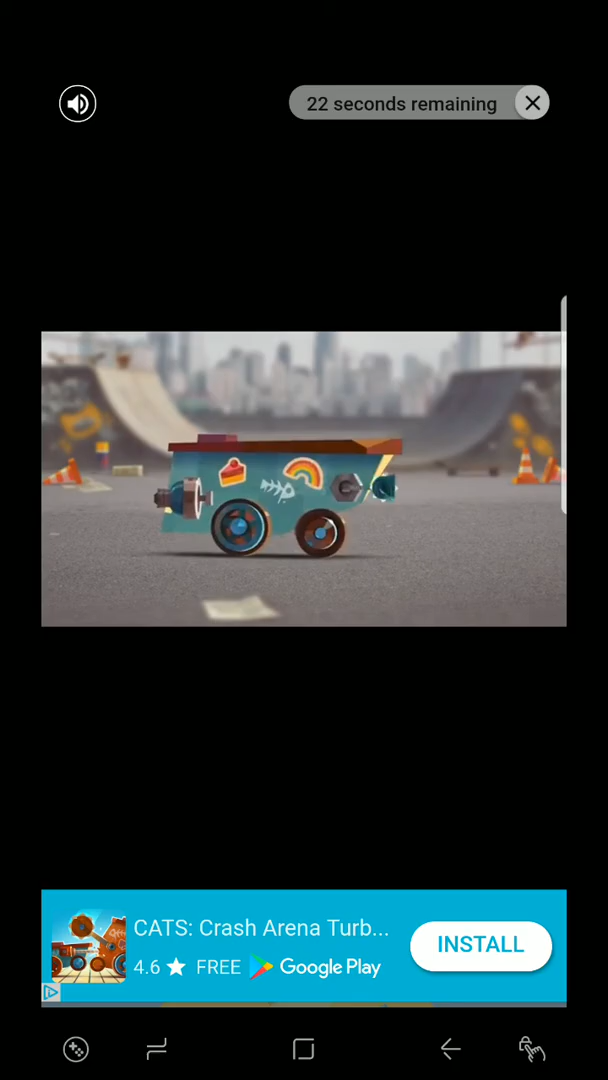 22 seconds remaining
CATS: Crash Arena Turb...
4.6 ★ FREE Google Play
INSTALL